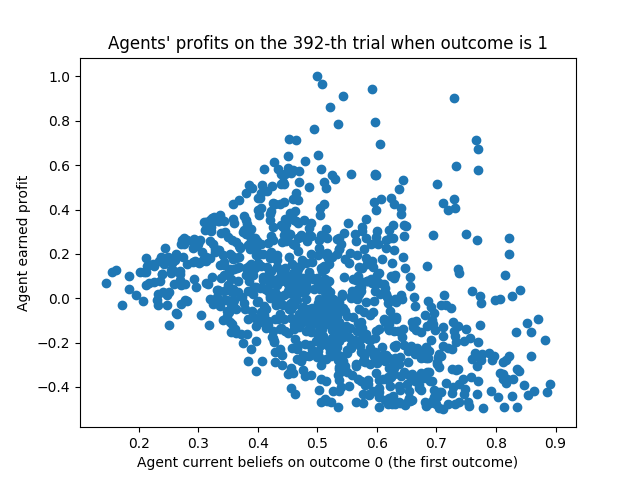 Agents' profits on the 392-th trial when outcome is 1
Agent earned profit
1.0
0.8
0.6
0.4
0.2
0.0
−0.2
−0.4
0.2 0.3 0.4 0.5 0.6 0.7 0.8 0.9
Agent current beliefs on outcome 0 (the first outcome)